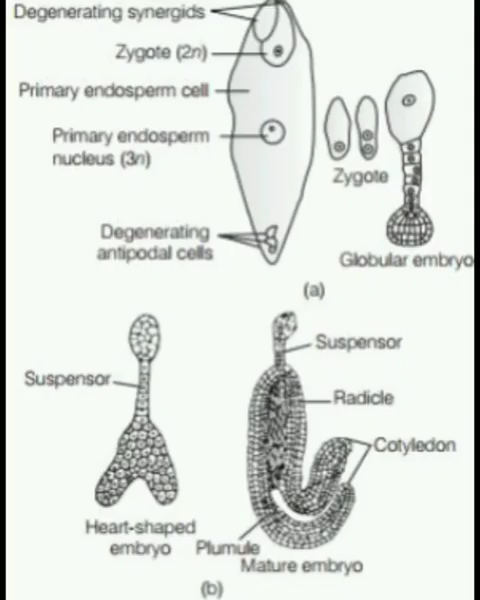 Degenerating synergids
Zygote (2n)
Primary endosperm cell
Primary endosperm
nucleus (3n)
Zygote
Degenerating
antipodal cells
Globular embryo
(a)
Suspensor
Suspensor
Radicle
Cotyledon
Heart-shaped
embryo
Plumule
Mature embryo
(b)